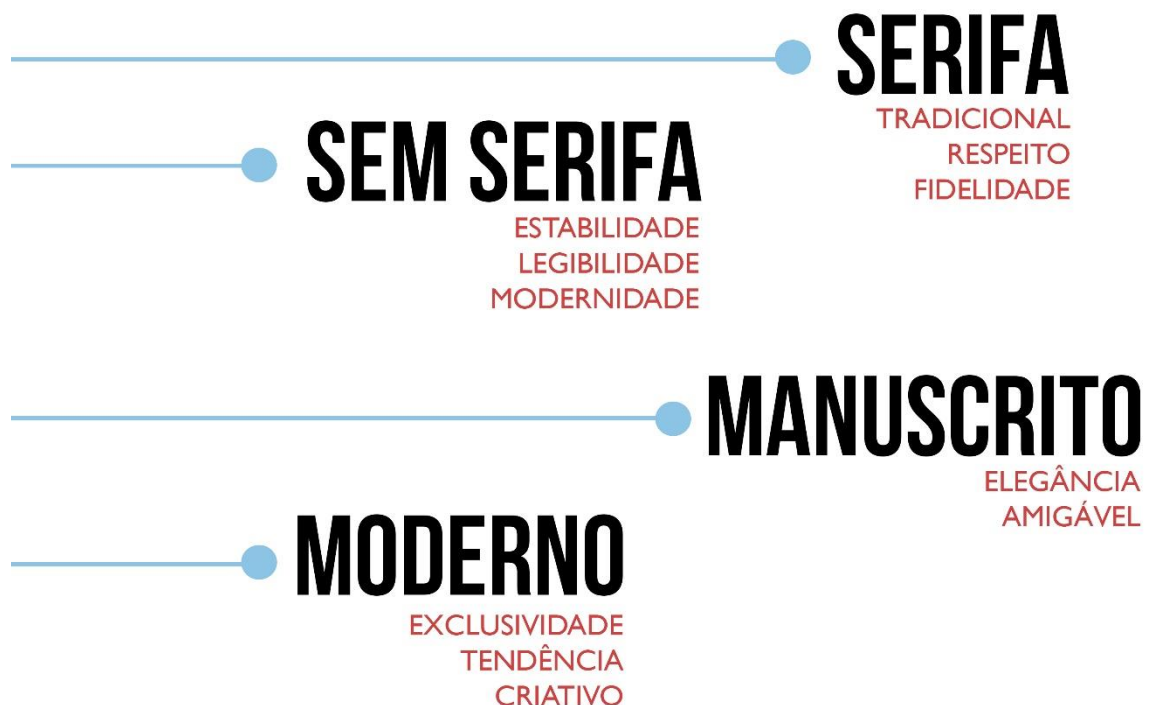 SERIFA
TRADICIONAL
RESPEITO
FIDELIDADE
SEM SERIFA
ESTABILIDADE
LEGIBILIDADE
MODERNIDADE
MANUSCRITO
ELEGÂNCIA
AMIGÁVEL
MODERNO
EXCLUSIVIDADE
TENDÊNCIA
CRIATIVO